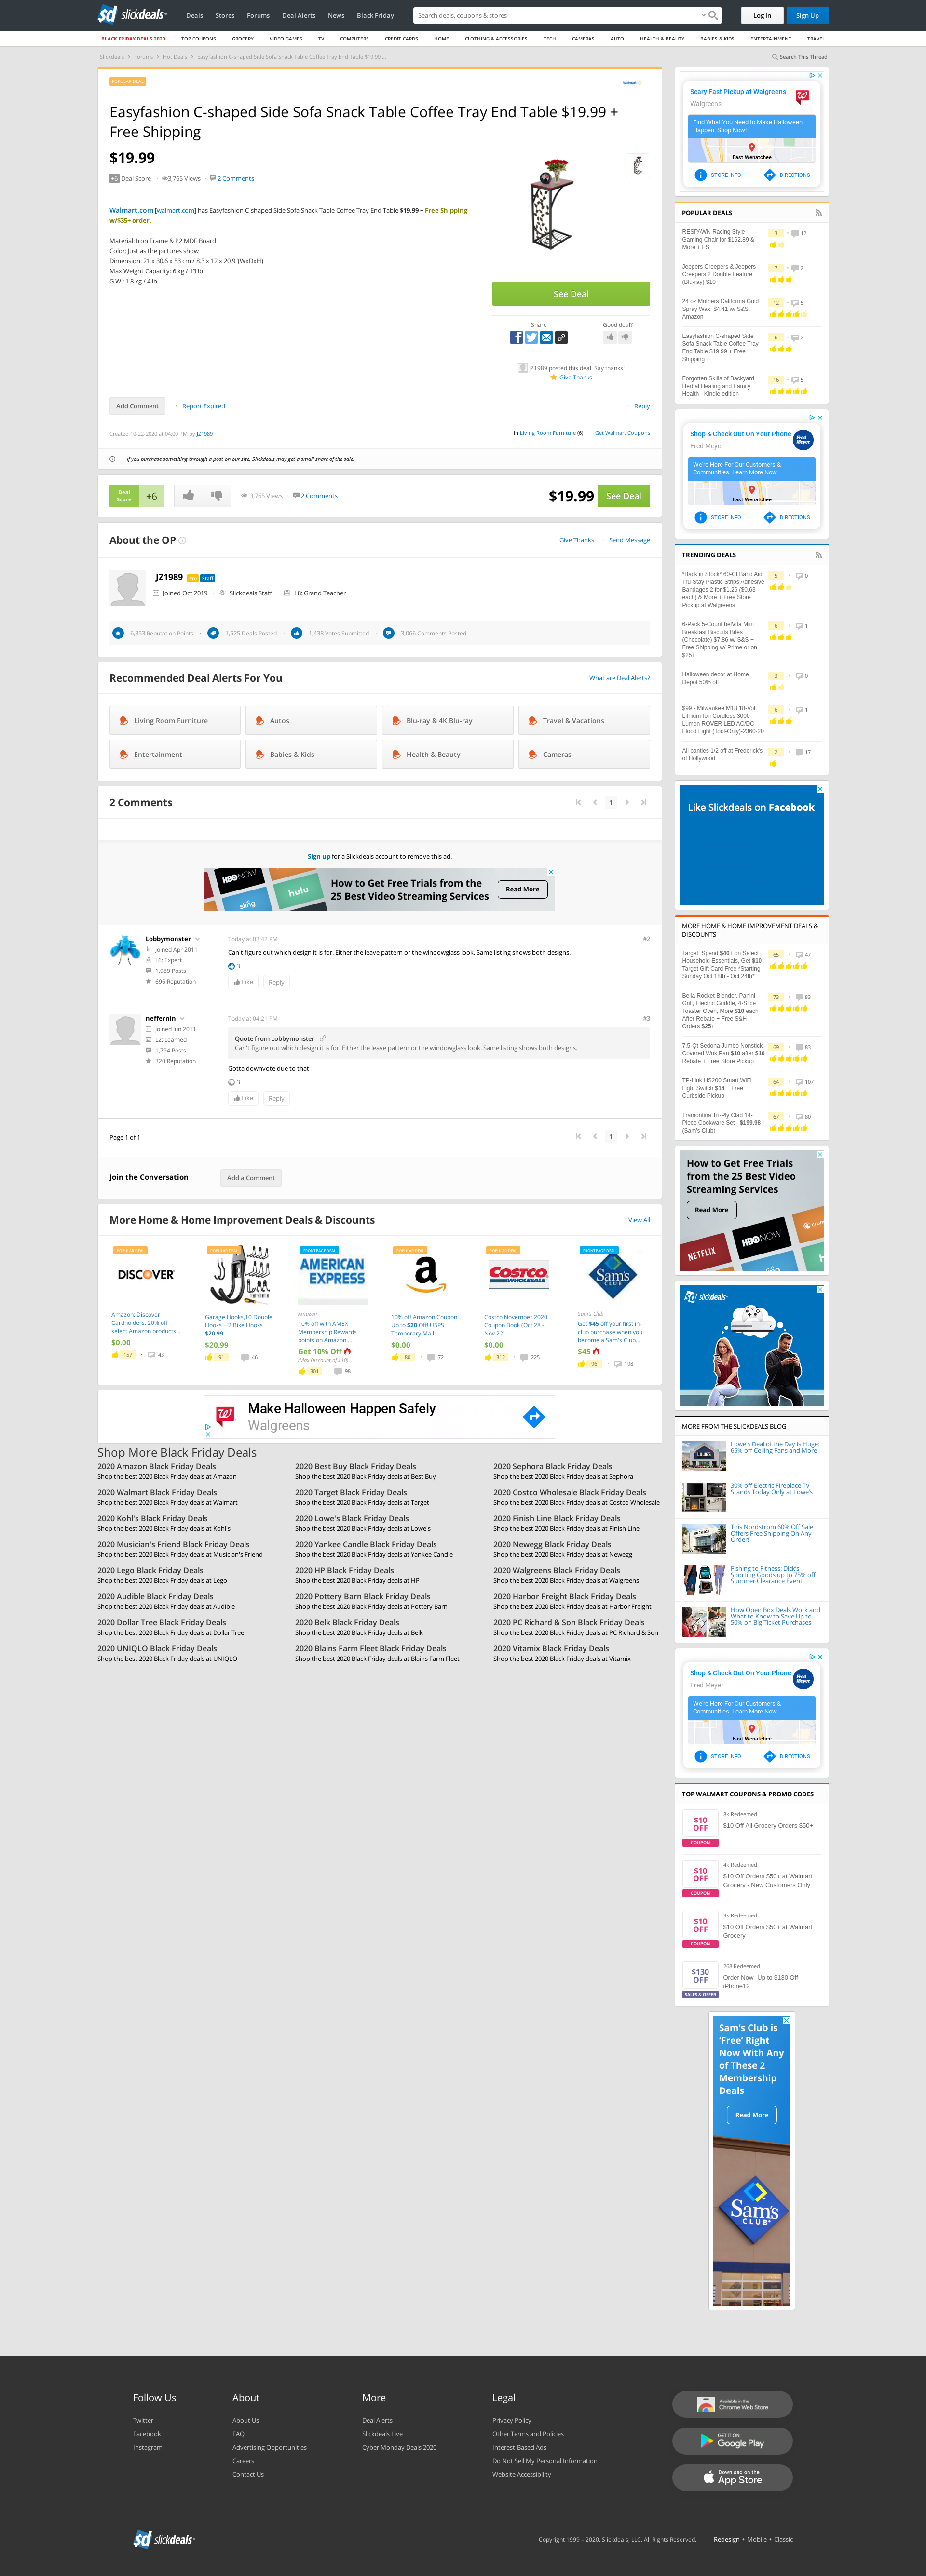 slickdeals
Deals Stores Forums Deal Alerts News Black Friday
Search deals, coupons & stores
Log In
Sign Up
BLACK FRIDAY DEALS 2020 TOP COUPONS GROCERY VIDEO GAMES TV COMPUTERS CREDIT CARDS HOME CLOTHING & ACCESSORIES TECH CAMERAS AUTO HEALTH & BEAUTY BABIES & KIDS ENTERTAINMENT TRAVEL
Slickdeals > Forums > Hot Deals > Easyfashion C-shaped Side Sofa Snack Table Coffee Tray End Table $19.99 ...
Search This Thread
POPULAR DEAL
Walmart
Easyfashion C-shaped Side Sofa Snack Table Coffee Tray End Table $19.99 +
Free Shipping
$19.99
+6 Deal Score 3,765 Views 2 Comments
Walmart.com [walmart.com] has Easyfashion C-shaped Side Sofa Snack Table Coffee Tray End Table $19.99 + Free Shipping
w/$35+ order.
Material: Iron Frame & P2 MDF Board
Color: Just as the pictures show
Dimension: 21 x 30.6 x 53 cm / 8.3 x 12 x 20.9"(WxDxH)
Max Weight Capacity: 6 kg / 13 lb
G.W.: 1.8 kg / 4 lb
See Deal
Share
Good deal?
JZ1989 posted this deal. Say thanks!
Give Thanks
Add Comment
Report Expired
Reply
Created 10-22-2020 at 04:00 PM by JZ1989
in Living Room Furniture (6) Get Walmart Coupons
If you purchase something through a post on our site, Slickdeals may get a small share of the sale.
Deal
Score
+6
3,765 Views 2 Comments
$19.99
See Deal
About the OP
Give Thanks Send Message
JZ1989 Pro Staff
Joined Oct 2019 Slickdeals Staff L8: Grand Teacher
6,853 Reputation Points 1,525 Deals Posted 1,438 Votes Submitted 3,066 Comments Posted
Recommended Deal Alerts For You
What are Deal Alerts?
Living Room Furniture
Autos
Blu-ray & 4K Blu-ray
Travel & Vacations
Entertainment
Babies & Kids
Health & Beauty
Cameras
2 Comments
1
Sign up for a Slickdeals account to remove this ad.
HBO NOW
sling
hulu
How to Get Free Trials from the
25 Best Video Streaming Services
Read More
Lobbymonster
Joined Apr 2011
L6: Expert
1,989 Posts
696 Reputation
Today at 03:42 PM
#2
Can't figure out which design it is for. Either the leave pattern or the windowglass look. Same listing shows both designs.
3
Like
Reply
neffernin
Joined Jun 2011
L2: Learned
1,794 Posts
320 Reputation
Today at 04:21 PM
#3
Quote from Lobbymonster
Can't figure out which design it is for. Either the leave pattern or the windowglass look. Same listing shows both designs.
Gotta downvote due to that
3
Like
Reply
Page 1 of 1
1
Join the Conversation
Add a Comment
More Home & Home Improvement Deals & Discounts
View All
POPULAR DEAL
DISCOVER
Amazon: Discover
Cardholders: 20% off
select Amazon products...
$0.00
157 43
POPULAR DEAL
Garage Hooks,10 Double
Hooks + 2 Bike Hooks
$20.99
$20.99
91 46
FRONTPAGE DEAL
AMERICAN
EXPRESS
Amazon
10% off with AMEX
Membership Rewards
points on Amazon....
Get 10% Off
(Max Discount of $10)
301 98
POPULAR DEAL
10% off Amazon Coupon
Up to $20 Off! USPS
Temporary Mail...
$0.00
80 72
POPULAR DEAL
COSTCO
WHOLESALE
Costco November 2020
Coupon Book (Oct 28 -
Nov 22)
$0.00
312 225
FRONTPAGE DEAL
Sam's
CLUB
Sam's Club
Get $45 off your first in-
club purchase when you
become a Sam's Club...
$45
96 198
Make Halloween Happen Safely
Walgreens
Shop More Black Friday Deals
2020 Amazon Black Friday Deals
Shop the best 2020 Black Friday deals at Amazon
2020 Best Buy Black Friday Deals
Shop the best 2020 Black Friday deals at Best Buy
2020 Sephora Black Friday Deals
Shop the best 2020 Black Friday deals at Sephora
2020 Walmart Black Friday Deals
Shop the best 2020 Black Friday deals at Walmart
2020 Target Black Friday Deals
Shop the best 2020 Black Friday deals at Target
2020 Costco Wholesale Black Friday Deals
Shop the best 2020 Black Friday deals at Costco Wholesale
2020 Kohl's Black Friday Deals
Shop the best 2020 Black Friday deals at Kohl's
2020 Lowe's Black Friday Deals
Shop the best 2020 Black Friday deals at Lowe's
2020 Finish Line Black Friday Deals
Shop the best 2020 Black Friday deals at Finish Line
2020 Musician's Friend Black Friday Deals
Shop the best 2020 Black Friday deals at Musician's Friend
2020 Yankee Candle Black Friday Deals
Shop the best 2020 Black Friday deals at Yankee Candle
2020 Newegg Black Friday Deals
Shop the best 2020 Black Friday deals at Newegg
2020 Lego Black Friday Deals
Shop the best 2020 Black Friday deals at Lego
2020 HP Black Friday Deals
Shop the best 2020 Black Friday deals at HP
2020 Walgreens Black Friday Deals
Shop the best 2020 Black Friday deals at Walgreens
2020 Audible Black Friday Deals
Shop the best 2020 Black Friday deals at Audible
2020 Pottery Barn Black Friday Deals
Shop the best 2020 Black Friday deals at Pottery Barn
2020 Harbor Freight Black Friday Deals
Shop the best 2020 Black Friday deals at Harbor Freight
2020 Dollar Tree Black Friday Deals
Shop the best 2020 Black Friday deals at Dollar Tree
2020 Belk Black Friday Deals
Shop the best 2020 Black Friday deals at Belk
2020 PC Richard & Son Black Friday Deals
Shop the best 2020 Black Friday deals at PC Richard & Son
2020 UNIQLO Black Friday Deals
Shop the best 2020 Black Friday deals at UNIQLO
2020 Blains Farm Fleet Black Friday Deals
Shop the best 2020 Black Friday deals at Blains Farm Fleet
2020 Vitamix Black Friday Deals
Shop the best 2020 Black Friday deals at Vitamix
Scary Fast Pickup at Walgreens
Walgreens
Find What You Need to Make Halloween
Happen. Shop Now!
East Wenatchee
STORE INFO
DIRECTIONS
POPULAR DEALS
RESPAWN Racing Style
Gaming Chair for $162.89 &
More + FS
3 12
Jeepers Creepers & Jeepers
Creepers 2 Double Feature
(Blu-ray) $10
7 2
24 oz Mothers California Gold
Spray Wax, $4.41 w/ S&S,
Amazon
12 5
Easyfashion C-shaped Side
Sofa Snack Table Coffee Tray
End Table $19.99 + Free
Shipping
6 2
Forgotten Skills of Backyard
Herbal Healing and Family
Health - Kindle edition
16 5
Shop & Check Out On Your Phone
Fred Meyer
We're Here For Our Customers &
Communities. Learn More Now.
East Wenatchee
STORE INFO
DIRECTIONS
TRENDING DEALS
*Back in Stock* 60-Ct Band Aid
Tru-Stay Plastic Strips Adhesive
Bandages 2 for $1.26 ($0.63
each) & More + Free Store
Pickup at Walgreens
5 0
6-Pack 5-Count belVita Mini
Breakfast Biscuits Bites
(Chocolate) $7.86 w/ S&S +
Free Shipping w/ Prime or on
$25+
6 1
Halloween decor at Home
Depot 50% off
3 0
$99 - Milwaukee M18 18-Volt
Lithium-Ion Cordless 3000-
Lumen ROVER LED AC/DC
Flood Light (Tool-Only)-2360-20
6 1
All panties 1/2 off at Frederick's
of Hollywood
2 17
Like Slickdeals on Facebook
MORE HOME & HOME IMPROVEMENT DEALS &
DISCOUNTS
Target: Spend $40+ on Select
Household Essentials, Get $10
Target Gift Card Free *Starting
Sunday Oct 18th - Oct 24th*
65 47
Bella Rocket Blender, Panini
Grill, Electric Griddle, 4-Slice
Toaster Oven, More $10 each
After Rebate + Free S&H
Orders $25+
73 83
7.5-Qt Sedona Jumbo Nonstick
Covered Wok Pan $10 after $10
Rebate + Free Store Pickup
69 83
TP-Link HS200 Smart WiFi
Light Switch $14 + Free
Curbside Pickup
64 107
Tramontina Tri-Ply Clad 14-
Piece Cookware Set - $199.98
(Sam's Club)
67 80
How to Get Free Trials
from the 25 Best Video
Streaming Services
Read More
NETFLIX
HBO NOW
slickdeals
MORE FROM THE SLICKDEALS BLOG
Lowe's Deal of the Day is Huge:
65% off Ceiling Fans and More
30% off Electric Fireplace TV
Stands Today Only at Lowe's
This Nordstrom 60% Off Sale
Offers Free Shipping On Any
Order!
Fishing to Fitness: Dick's
Sporting Goods up to 75% off
Summer Clearance Event
How Open Box Deals Work and
What to Know to Save Up to
50% on Big Ticket Purchases
Shop & Check Out On Your Phone
Fred Meyer
We're Here For Our Customers &
Communities. Learn More Now.
East Wenatchee
STORE INFO
DIRECTIONS
TOP WALMART COUPONS & PROMO CODES
$10
OFF
COUPON
8k Redeemed
$10 Off All Grocery Orders $50+
$10
OFF
COUPON
4k Redeemed
$10 Off Orders $50+ at Walmart
Grocery - New Customers Only
$10
OFF
COUPON
3k Redeemed
$10 Off Orders $50+ at Walmart
Grocery
$130
OFF
SALES & OFFER
268 Redeemed
Order Now- Up to $130 Off
iPhone12
Sam's Club is
'Free' Right
Now With Any
of These 2
Membership
Deals
Read More
Sam's
CLUB
Follow Us
Twitter
Facebook
Instagram
About
About Us
FAQ
Advertising Opportunities
Careers
Contact Us
More
Deal Alerts
Slickdeals Live
Cyber Monday Deals 2020
Legal
Privacy Policy
Other Terms and Policies
Interest-Based Ads
Do Not Sell My Personal Information
Website Accessibility
Available in the
Chrome Web Store
GET IT ON
Google Play
Download on the
App Store
slickdeals
Copyright 1999 – 2020. Slickdeals, LLC. All Rights Reserved.
Redesign • Mobile • Classic